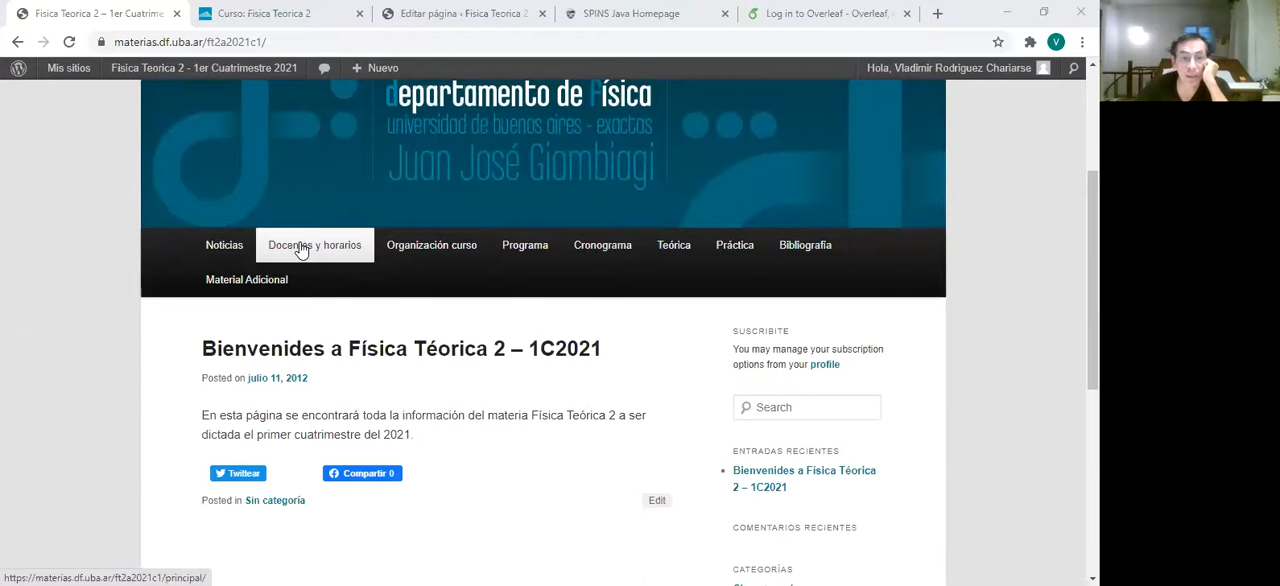 Fisica Teorica 2 – 1er Cuatrime
Curso: Física Teorica 2
Editar página ‹ Fisica Teorica 2
SPINS Java Homepage
Log in to Overleaf - Overleaf,
materias.df.uba.ar/ft2a2021c1/
V
Mis sitios
Fisica Teorica 2 - 1er Cuatrimestre 2021
Nuevo
Hola, Vladimir Rodriguez Chariarse
departamento de física
universidad de buenos aires - exactas
Juan José Giambiagi
Noticias
Docentes y horarios
Organización curso
Programa
Cronograma
Teórica
Práctica
Bibliografía
Material Adicional
Bienvenides a Física Téorica 2 – 1C2021
Posted on julio 11, 2012
En esta página se encontrará toda la información del materia Física Teórica 2 a ser
dictada el primer cuatrimestre del 2021.
Twittear
Compartir 0
Posted in Sin categoría
Edit
SUSCRIBITE
You may manage your subscription
options from your profile
Search
ENTRADAS RECIENTES
Bienvenides a Física Téorica
2 – 1C2021
COMENTARIOS RECIENTES
CATEGORÍAS
https://materias.df.uba.ar/ft2a2021c1/principal/